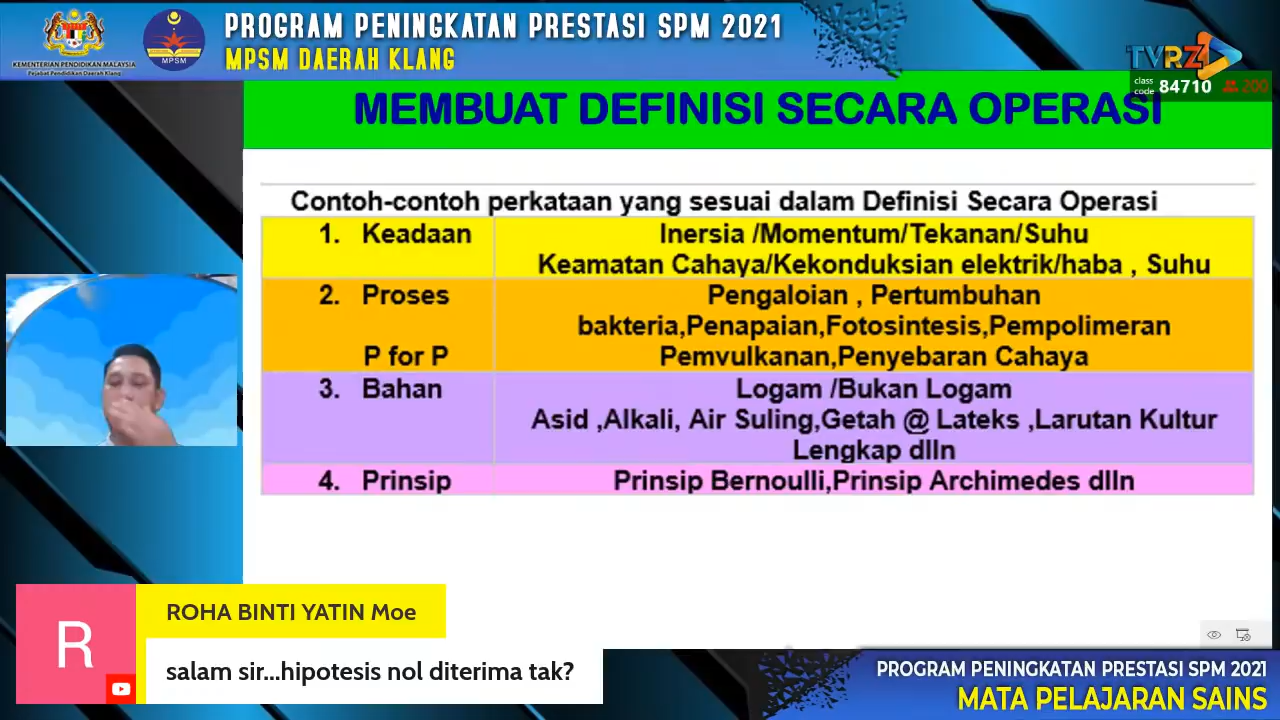 PROGRAM PENINGKATAN PRESTASI SPM 2021
MPSM DAERAH KLANG
KEMENTERIAN PENDIDIKAN MALAYSIA
Pejabat Pendidikan Daerah Klang
MPSM
TVRZ
class
code 84710 200
MEMBUAT DEFINISI SECARA OPERASI
Contoh-contoh perkataan yang sesuai dalam Definisi Secara Operasi
1. Keadaan
Inersia /Momentum/Tekanan/Suhu
Keamatan Cahaya/Kekonduksian elektrik/haba , Suhu
2. Proses
P for P
Pengaloian , Pertumbuhan
bakteria,Penapaian,Fotosintesis,Pempolimeran
Pemvulkanan,Penyebaran Cahaya
3. Bahan
Logam /Bukan Logam
Asid ,Alkali, Air Suling,Getah @ Lateks ,Larutan Kultur
Lengkap dlln
4. Prinsip
Prinsip Bernoulli,Prinsip Archimedes dlln
R
ROHA BINTI YATIN Moe
salam sir...hipotesis nol diterima tak?
PROGRAM PENINGKATAN PRESTASI SPM 2021
MATA PELAJARAN SAINS